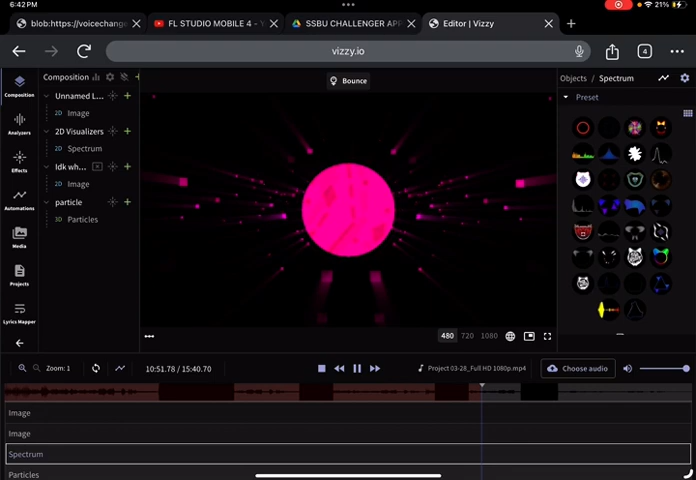 6:42 PM
21%
blob:https://voicechange
FL STUDIO MOBILE 4 - Y
SSBU CHALLENGER APP
Editor | Vizzy
vizzy.io
4
Composition
Unnamed L...
2D Image
2D Visualizers
2D Spectrum
Idk wh...
2D Image
particle
3D Particles
Composition
Analyzers
Effects
Automations
Media
Projects
Lyrics Mapper
Bounce
480 720 1080
Objects / Spectrum
Preset
Zoom: 1
10:51.78 / 15:40.70
Project 03-28_Full HD 1080p.mp4
Choose audio
Image
Image
Spectrum
Particles